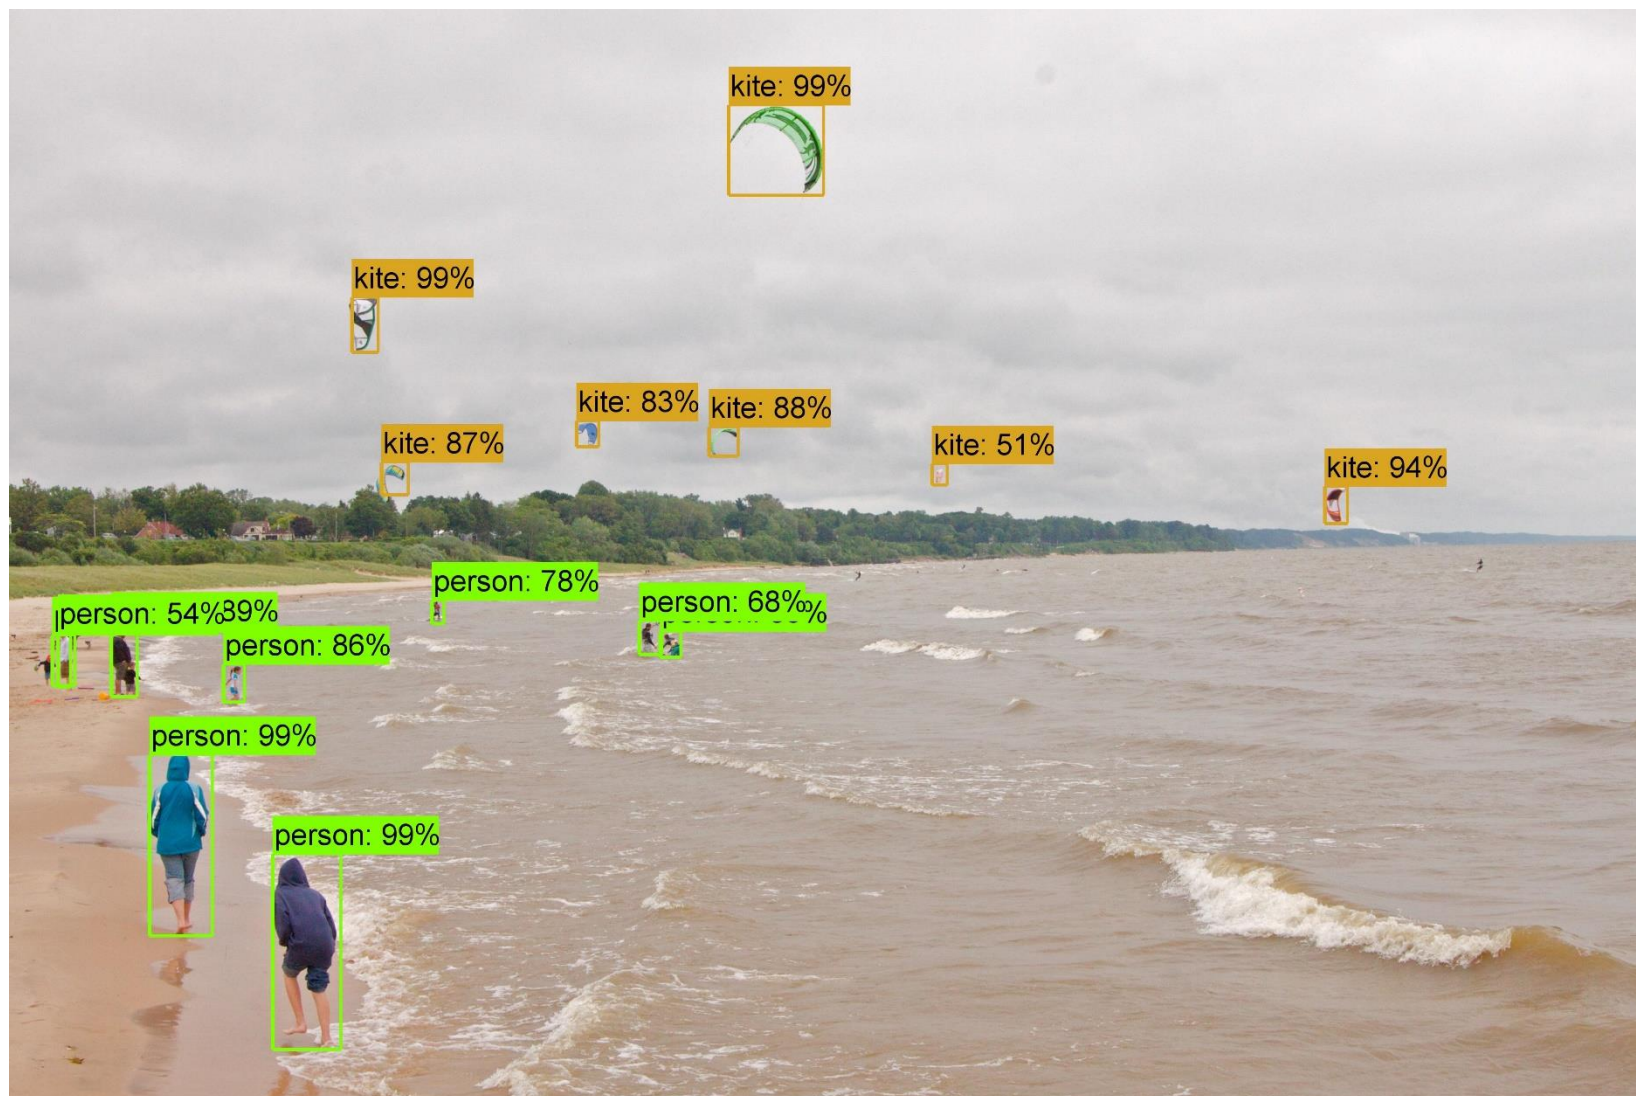 kite: 99%
kite: 99%
kite: 83%
kite: 88%
kite: 87%
kite: 51%
kite: 94%
person: 78%
person: 68%
person: 54%
89%
person: 86%
person: 99%
person: 99%